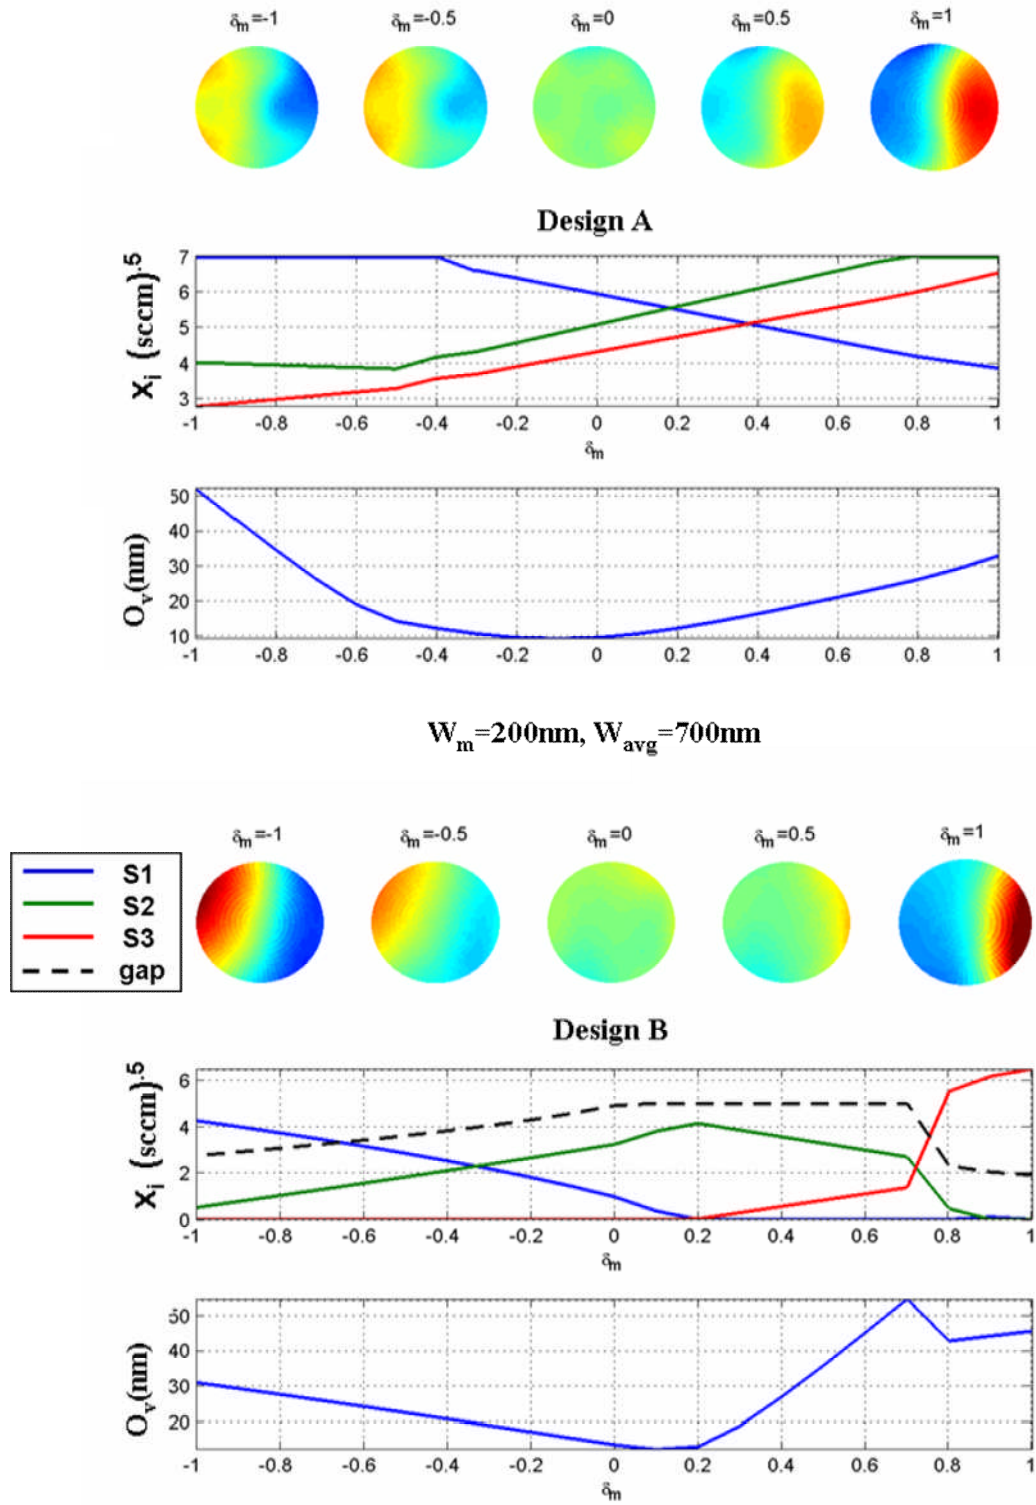 δm=-1 δm=-0.5 δm=0 δm=0.5 δm=1
Design A
Xi (sccm).5
7
6
5
4
3
-1 -0.8 -0.6 -0.4 -0.2 0 0.2 0.4 0.6 0.8 1
δm
Ov(nm)
50
40
30
20
10
-1 -0.8 -0.6 -0.4 -0.2 0 0.2 0.4 0.6 0.8 1
Wm=200nm, Wavg=700nm
δm=-1 δm=-0.5 δm=0 δm=0.5 δm=1
S1
S2
S3
gap
Design B
Xi (sccm).5
6
4
2
0
-1 -0.8 -0.6 -0.4 -0.2 0 0.2 0.4 0.6 0.8 1
δm
Ov(nm)
50
40
30
20
-1 -0.8 -0.6 -0.4 -0.2 0 0.2 0.4 0.6 0.8 1
δm